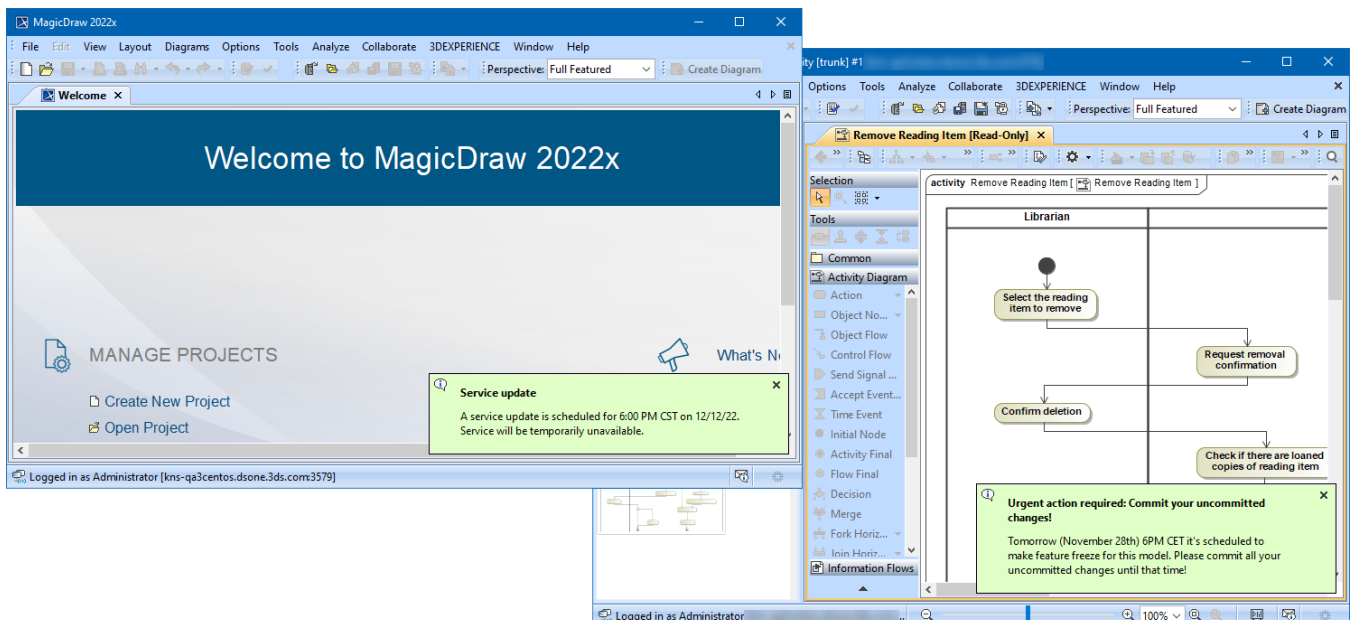 MagicDraw 2022x
File Edit View Layout Diagrams Options Tools Analyze Collaborate 3DEXPERIENCE Window Help
Perspective: Full Featured Create Diagram
Welcome
Welcome to MagicDraw 2022x
MANAGE PROJECTS
What's N
Create New Project
Open Project
Service update
A service update is scheduled for 6:00 PM CST on 12/12/22.
Service will be temporarily unavailable.
Logged in as Administrator [kns-qa3centos.dsone.3ds.com:3579]
ity [trunk] #1
Options Tools Analyze Collaborate 3DEXPERIENCE Window Help
Perspective: Full Featured Create Diagram
Remove Reading Item [Read-Only]
Selection
Tools
Common
Activity Diagram
Action
Object No...
Object Flow
Control Flow
Send Signal ...
Accept Event...
Time Event
Initial Node
Activity Final
Flow Final
Decision
Merge
Fork Horiz...
Join Horiz...
Information Flows
activity Remove Reading Item [ Remove Reading Item ]
Librarian
Select the reading
item to remove
Request removal
confirmation
Confirm deletion
Check if there are loaned
copies of reading item
Urgent action required: Commit your uncommitted
changes!
Tomorrow (November 28th) 6PM CET it's scheduled to
make feature freeze for this model. Please commit all your
uncommitted changes until that time!
Logged in as Administrator
100%